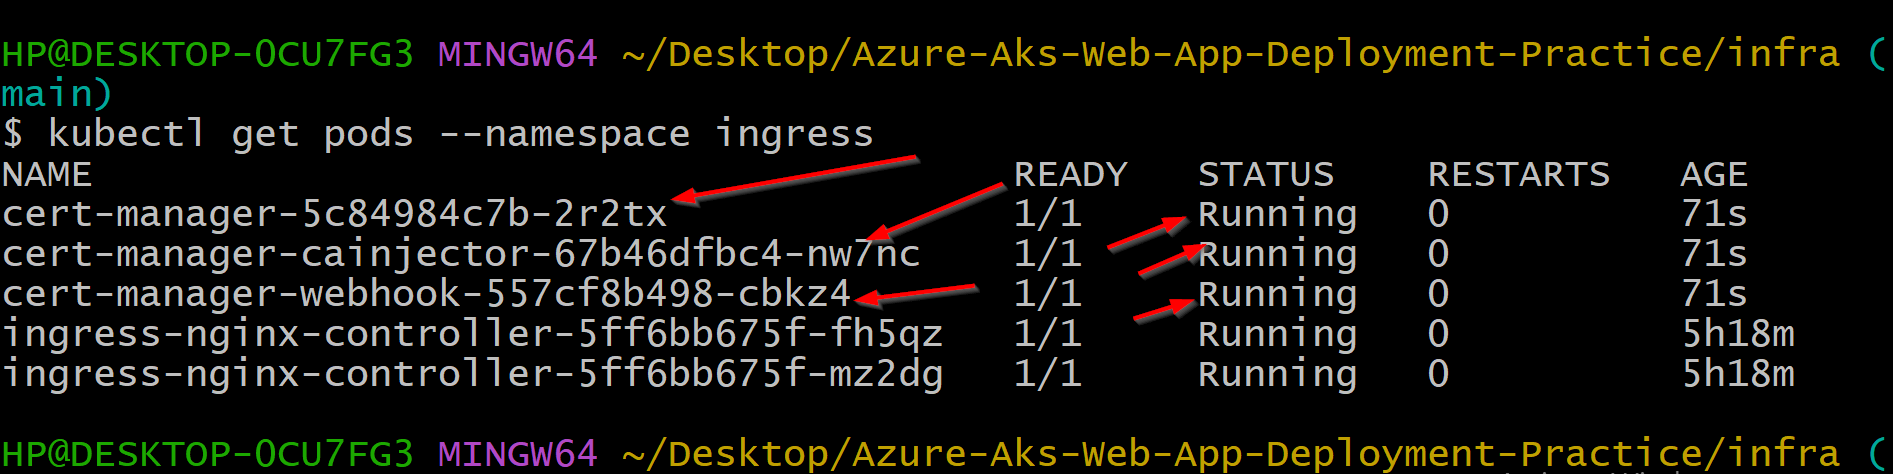 HP@DESKTOP-0CU7FG3 MINGW64 ~/Desktop/Azure-Aks-Web-App-Deployment-Practice/infra (
main)
$ kubectl get pods --namespace ingress
NAME READY STATUS RESTARTS AGE
cert-manager-5c84984c7b-2r2tx 1/1 Running 0 71s
cert-manager-cainjector-67b46dfbc4-nw7nc 1/1 Running 0 71s
cert-manager-webhook-557cf8b498-cbkz4 1/1 Running 0 71s
ingress-nginx-controller-5ff6bb675f-fh5qz 1/1 Running 0 5h18m
ingress-nginx-controller-5ff6bb675f-mz2dg 1/1 Running 0 5h18m
HP@DESKTOP-0CU7FG3 MINGW64 ~/Desktop/Azure-Aks-Web-App-Deployment-Practice/infra (